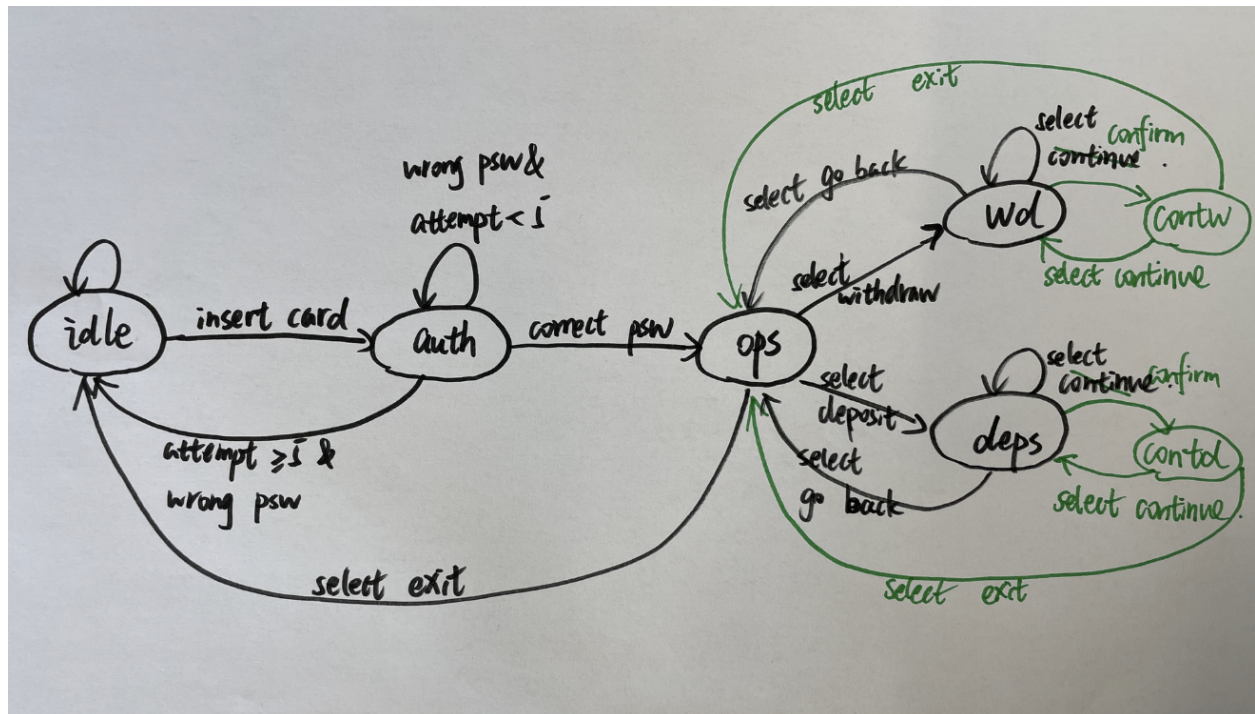 select exit
select confirm
continue.
wrong psw &
attempt < 5
select go back
wd
contw
select continue
select
withdraw
idle
insert card
auth
correct psw
ops
select
deposit
select
continue. confirm
deps
contd
select continue.
select
go back
attempt ≥ 5 &
wrong psw
select exit
select exit